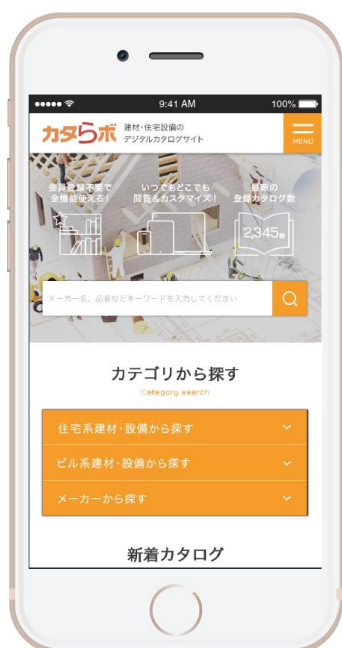 9:41 AM
100%
カタらボ
建材・住宅設備の
デジタルカタログサイト
MENU
会員登録不要で
全機能使える!
いつでもどこでも
閲覧&カスタマイズ!
最新の
登録カタログ数
2,345冊
メーカー名、品番などキーワードを入力してください
カテゴリから探す
Category search
住宅系建材・設備から探す
ビル系建材・設備から探す
メーカーから探す
新着カタログ